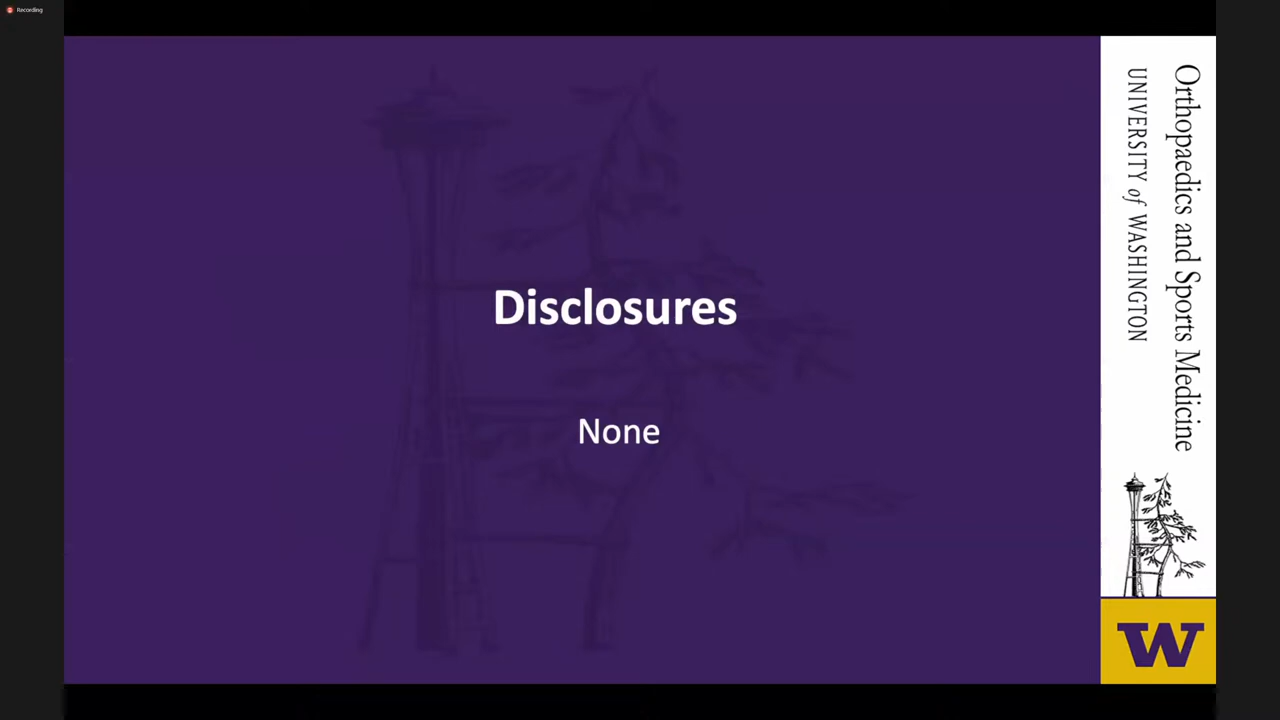 Recording
Disclosures
None
Orthopaedics and Sports Medicine
UNIVERSITY of WASHINGTON
W